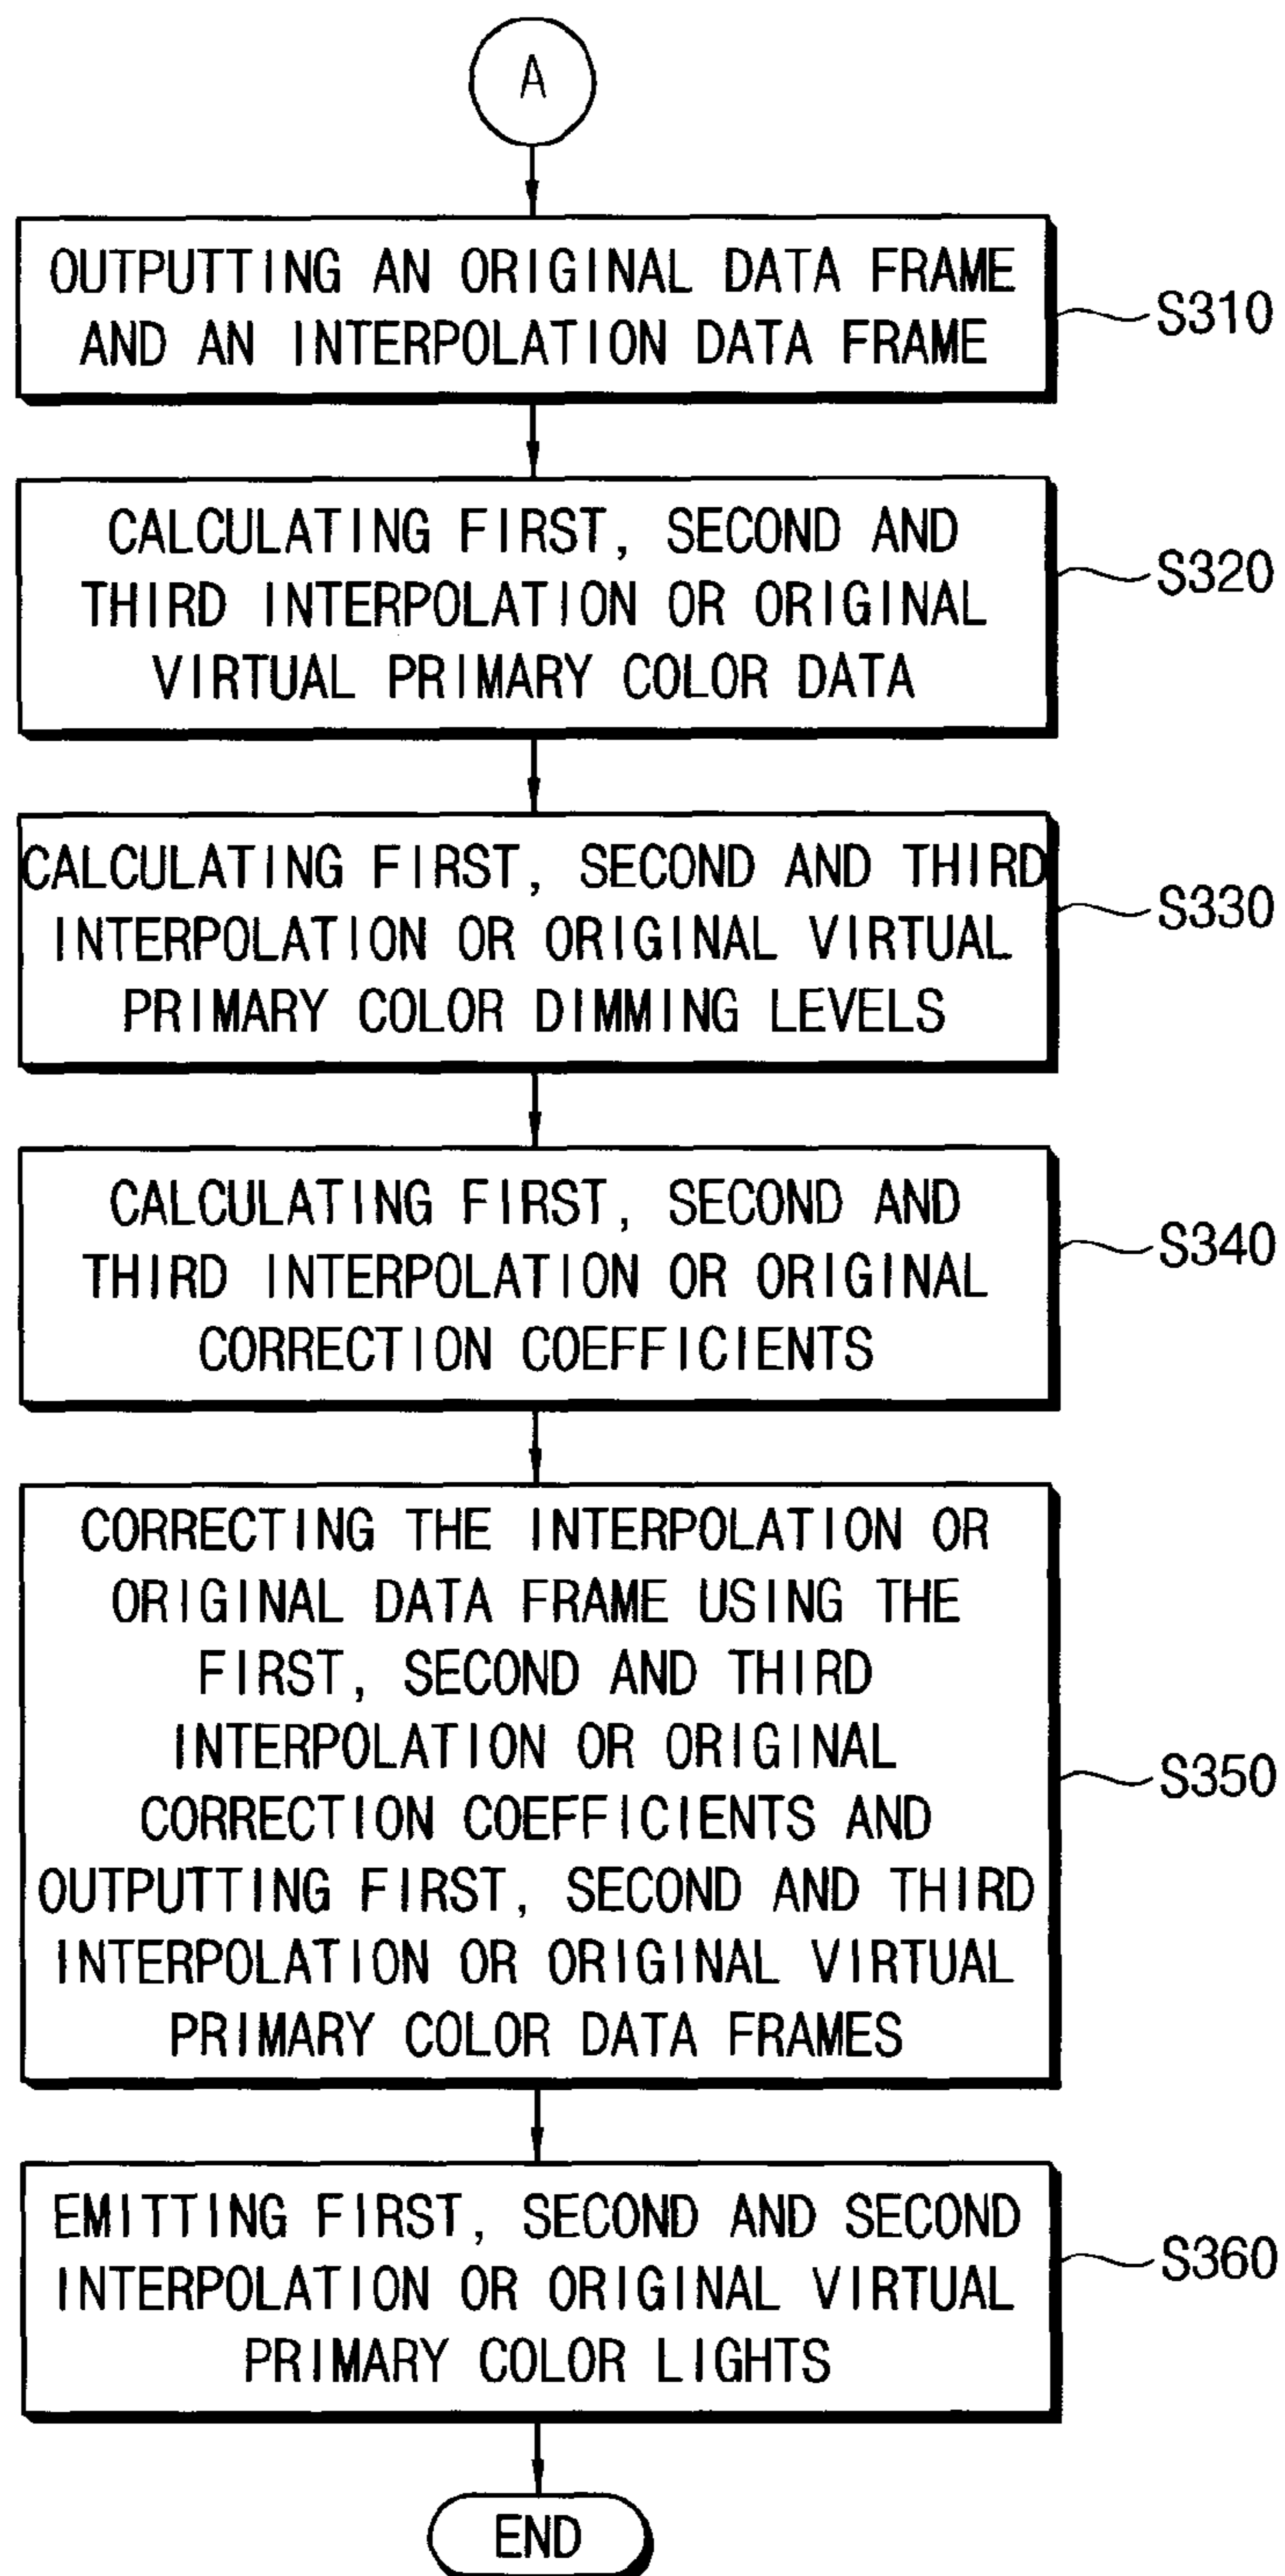 A
OUTPUTTING AN ORIGINAL DATA FRAME
AND AN INTERPOLATION DATA FRAME
S310
CALCULATING FIRST, SECOND AND
THIRD INTERPOLATION OR ORIGINAL
VIRTUAL PRIMARY COLOR DATA
S320
CALCULATING FIRST, SECOND AND THIRD
INTERPOLATION OR ORIGINAL VIRTUAL
PRIMARY COLOR DIMMING LEVELS
S330
CALCULATING FIRST, SECOND AND
THIRD INTERPOLATION OR ORIGINAL
CORRECTION COEFFICIENTS
S340
CORRECTING THE INTERPOLATION OR
ORIGINAL DATA FRAME USING THE
FIRST, SECOND AND THIRD
INTERPOLATION OR ORIGINAL
CORRECTION COEFFICIENTS AND
OUTPUTTING FIRST, SECOND AND THIRD
INTERPOLATION OR ORIGINAL VIRTUAL
PRIMARY COLOR DATA FRAMES
S350
EMITTING FIRST, SECOND AND SECOND
INTERPOLATION OR ORIGINAL VIRTUAL
PRIMARY COLOR LIGHTS
S360
END